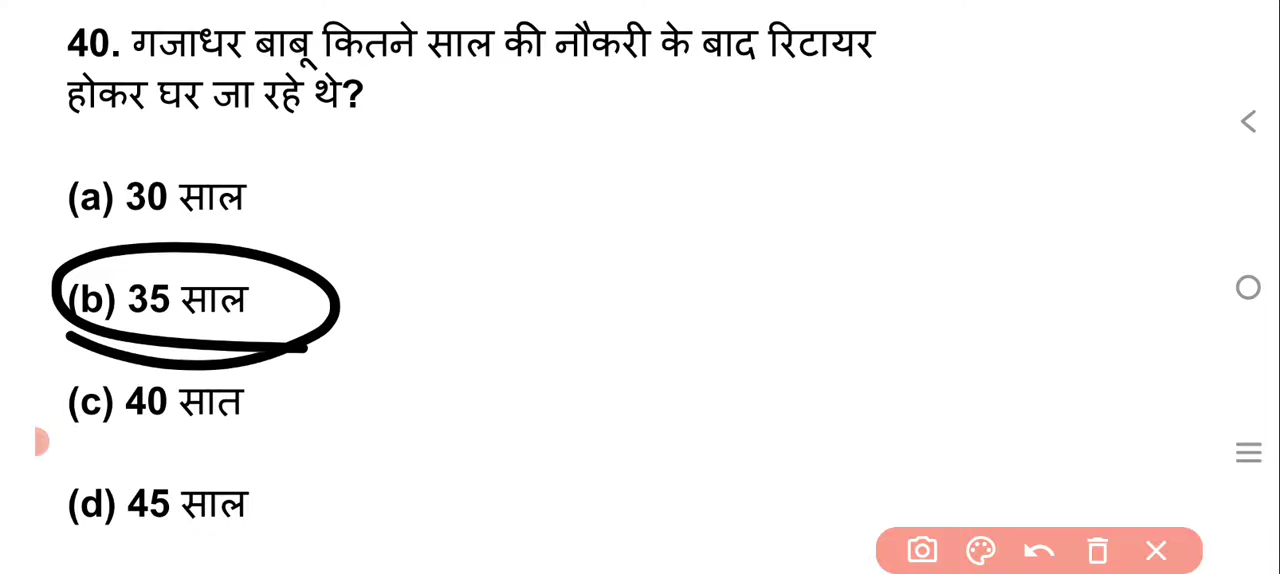 40. गजाधर बाबू कितने साल की नौकरी के बाद रिटायर
होकर घर जा रहे थे?
(a) 30 साल
(b) 35 साल
(c) 40 सात
(d) 45 साल